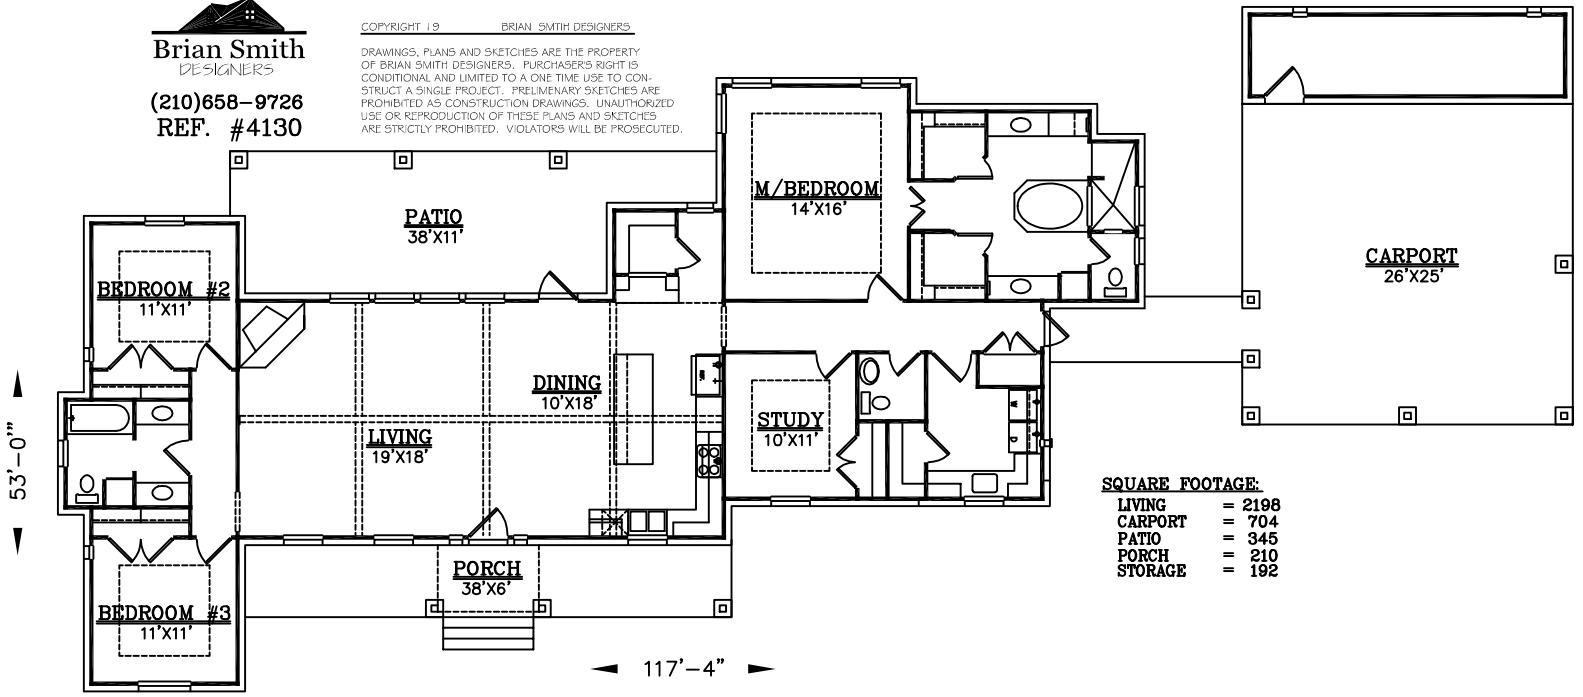 Brian Smith
DESIGNERS
(210)658-9726
REF. #4130
COPYRIGHT 19 BRIAN SMTIH DESIGNERS
DRAWINGS, PLANS AND SKETCHES ARE THE PROPERTY
OF BRIAN SMITH DESIGNERS. PURCHASER'S RIGHT IS
CONDITIONAL AND LIMITED TO A ONE TIME USE TO CON-
STRUCT A SINGLE PROJECT. PRELIMENARY SKETCHES ARE
PROHIBITED AS CONSTRUCTION DRAWINGS. UNAUTHORIZED
USE OR REPRODUCTION OF THESE PLANS AND SKETCHES
ARE STRICTLY PROHIBITED. VIOLATORS WILL BE PROSECUTED.
M/BEDROOM
14'X16'
PATIO
38'X11'
CARPORT
26'X25'
BEDROOM #2
11'X11'
DINING
10'X18'
STUDY
10'X11'
W
D
LIVING
19'X18'
53'-0"'
PORCH
38'X6'
BEDROOM #3
11'X11'
117'-4"
SQUARE FOOTAGE:
LIVING = 2198
CARPORT = 704
PATIO = 345
PORCH = 210
STORAGE = 192